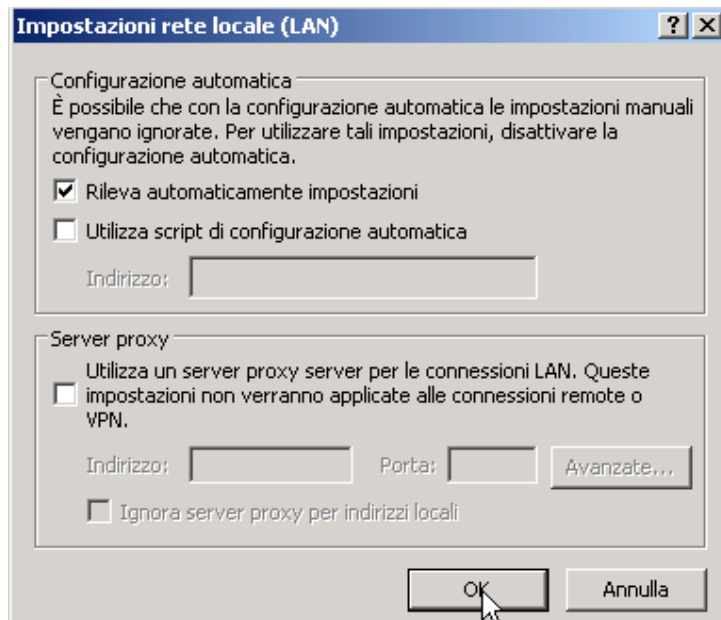 Impostazioni rete locale (LAN)
Configurazione automatica
È possibile che con la configurazione automatica le impostazioni manuali
vengano ignorate. Per utilizzare tali impostazioni, disattivare la
configurazione automatica.
Rileva automaticamente impostazioni
Utilizza script di configurazione automatica
Indirizzo:
Server proxy
Utilizza un server proxy server per le connessioni LAN. Queste
impostazioni non verranno applicate alle connessioni remote o
VPN.
Indirizzo: Porta: Avanzate...
Ignora server proxy per indirizzi locali
OK Annulla